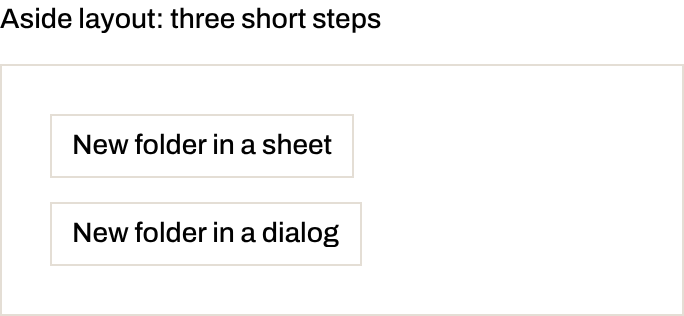 Aside layout: three short steps
New folder in a sheet
New folder in a dialog